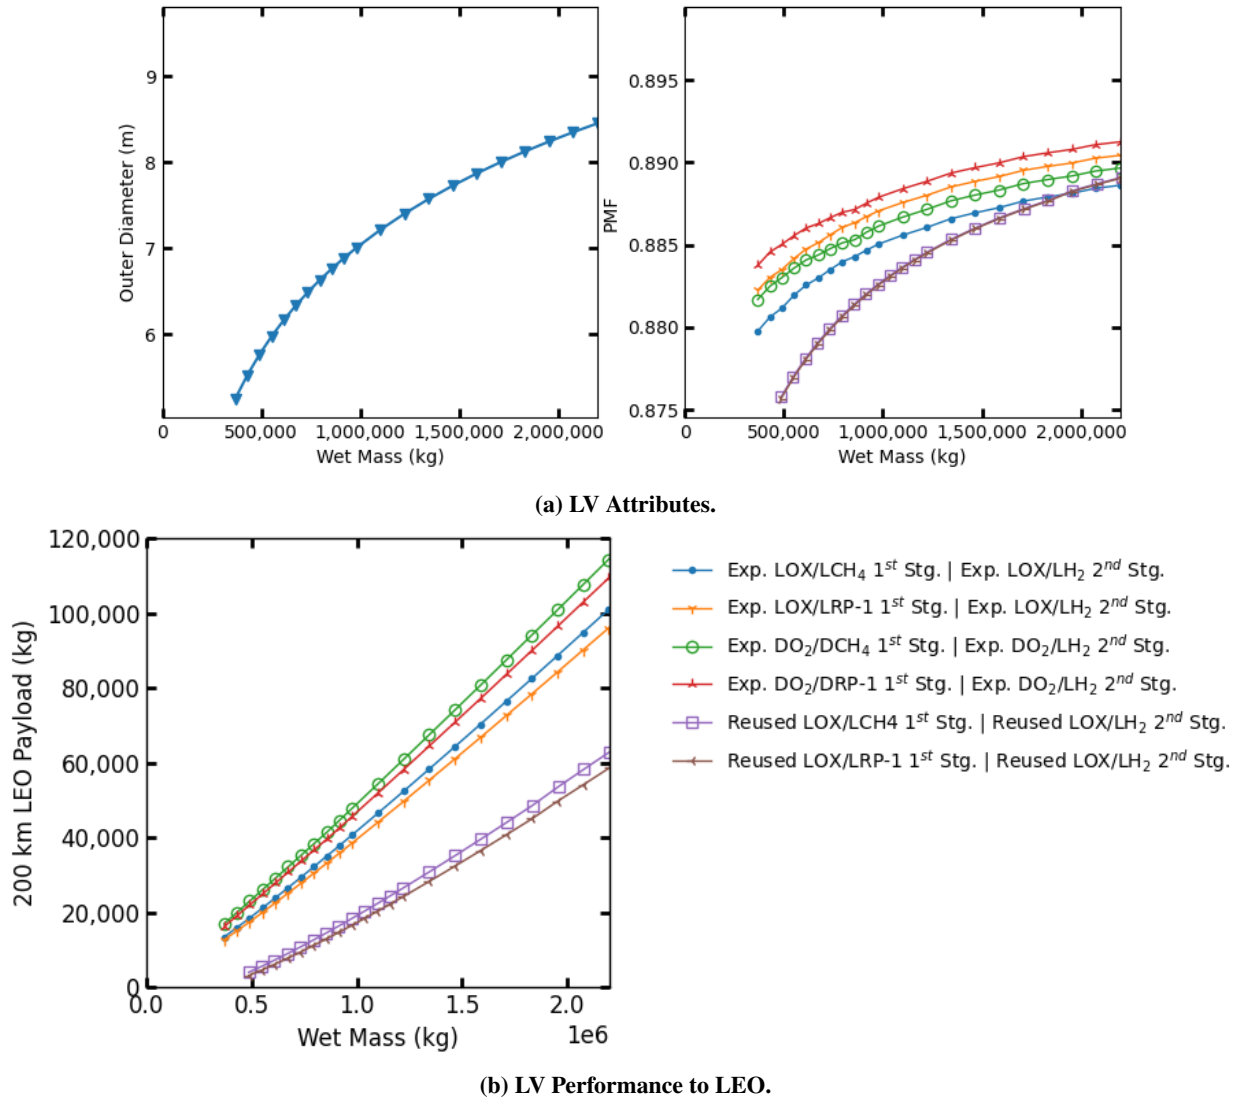 9
8
7
6
Outer Diameter (m)
0
500,000
1,000,000
1,500,000
2,000,000
Wet Mass (kg)
0.895
0.890
0.885
0.880
0.875
PMF
0
500,000
1,000,000
1,500,000
2,000,000
Wet Mass (kg)
(a) LV Attributes.
120,000
100,000
80,000
60,000
40,000
20,000
0
200 km LEO Payload (kg)
0.0
0.5
1.0
1.5
2.0
1e6
Wet Mass (kg)
Exp. LOX/LCH₄ 1ˢᵗ Stg. | Exp. LOX/LH₂ 2ⁿᵈ Stg.
Exp. LOX/LRP-1 1ˢᵗ Stg. | Exp. LOX/LH₂ 2ⁿᵈ Stg.
Exp. DO₂/DCH₄ 1ˢᵗ Stg. | Exp. DO₂/LH₂ 2ⁿᵈ Stg.
Exp. DO₂/DRP-1 1ˢᵗ Stg. | Exp. DO₂/LH₂ 2ⁿᵈ Stg.
Reused LOX/LCH4 1ˢᵗ Stg. | Reused LOX/LH₂ 2ⁿᵈ Stg.
Reused LOX/LRP-1 1ˢᵗ Stg. | Reused LOX/LH₂ 2ⁿᵈ Stg.
(b) LV Performance to LEO.